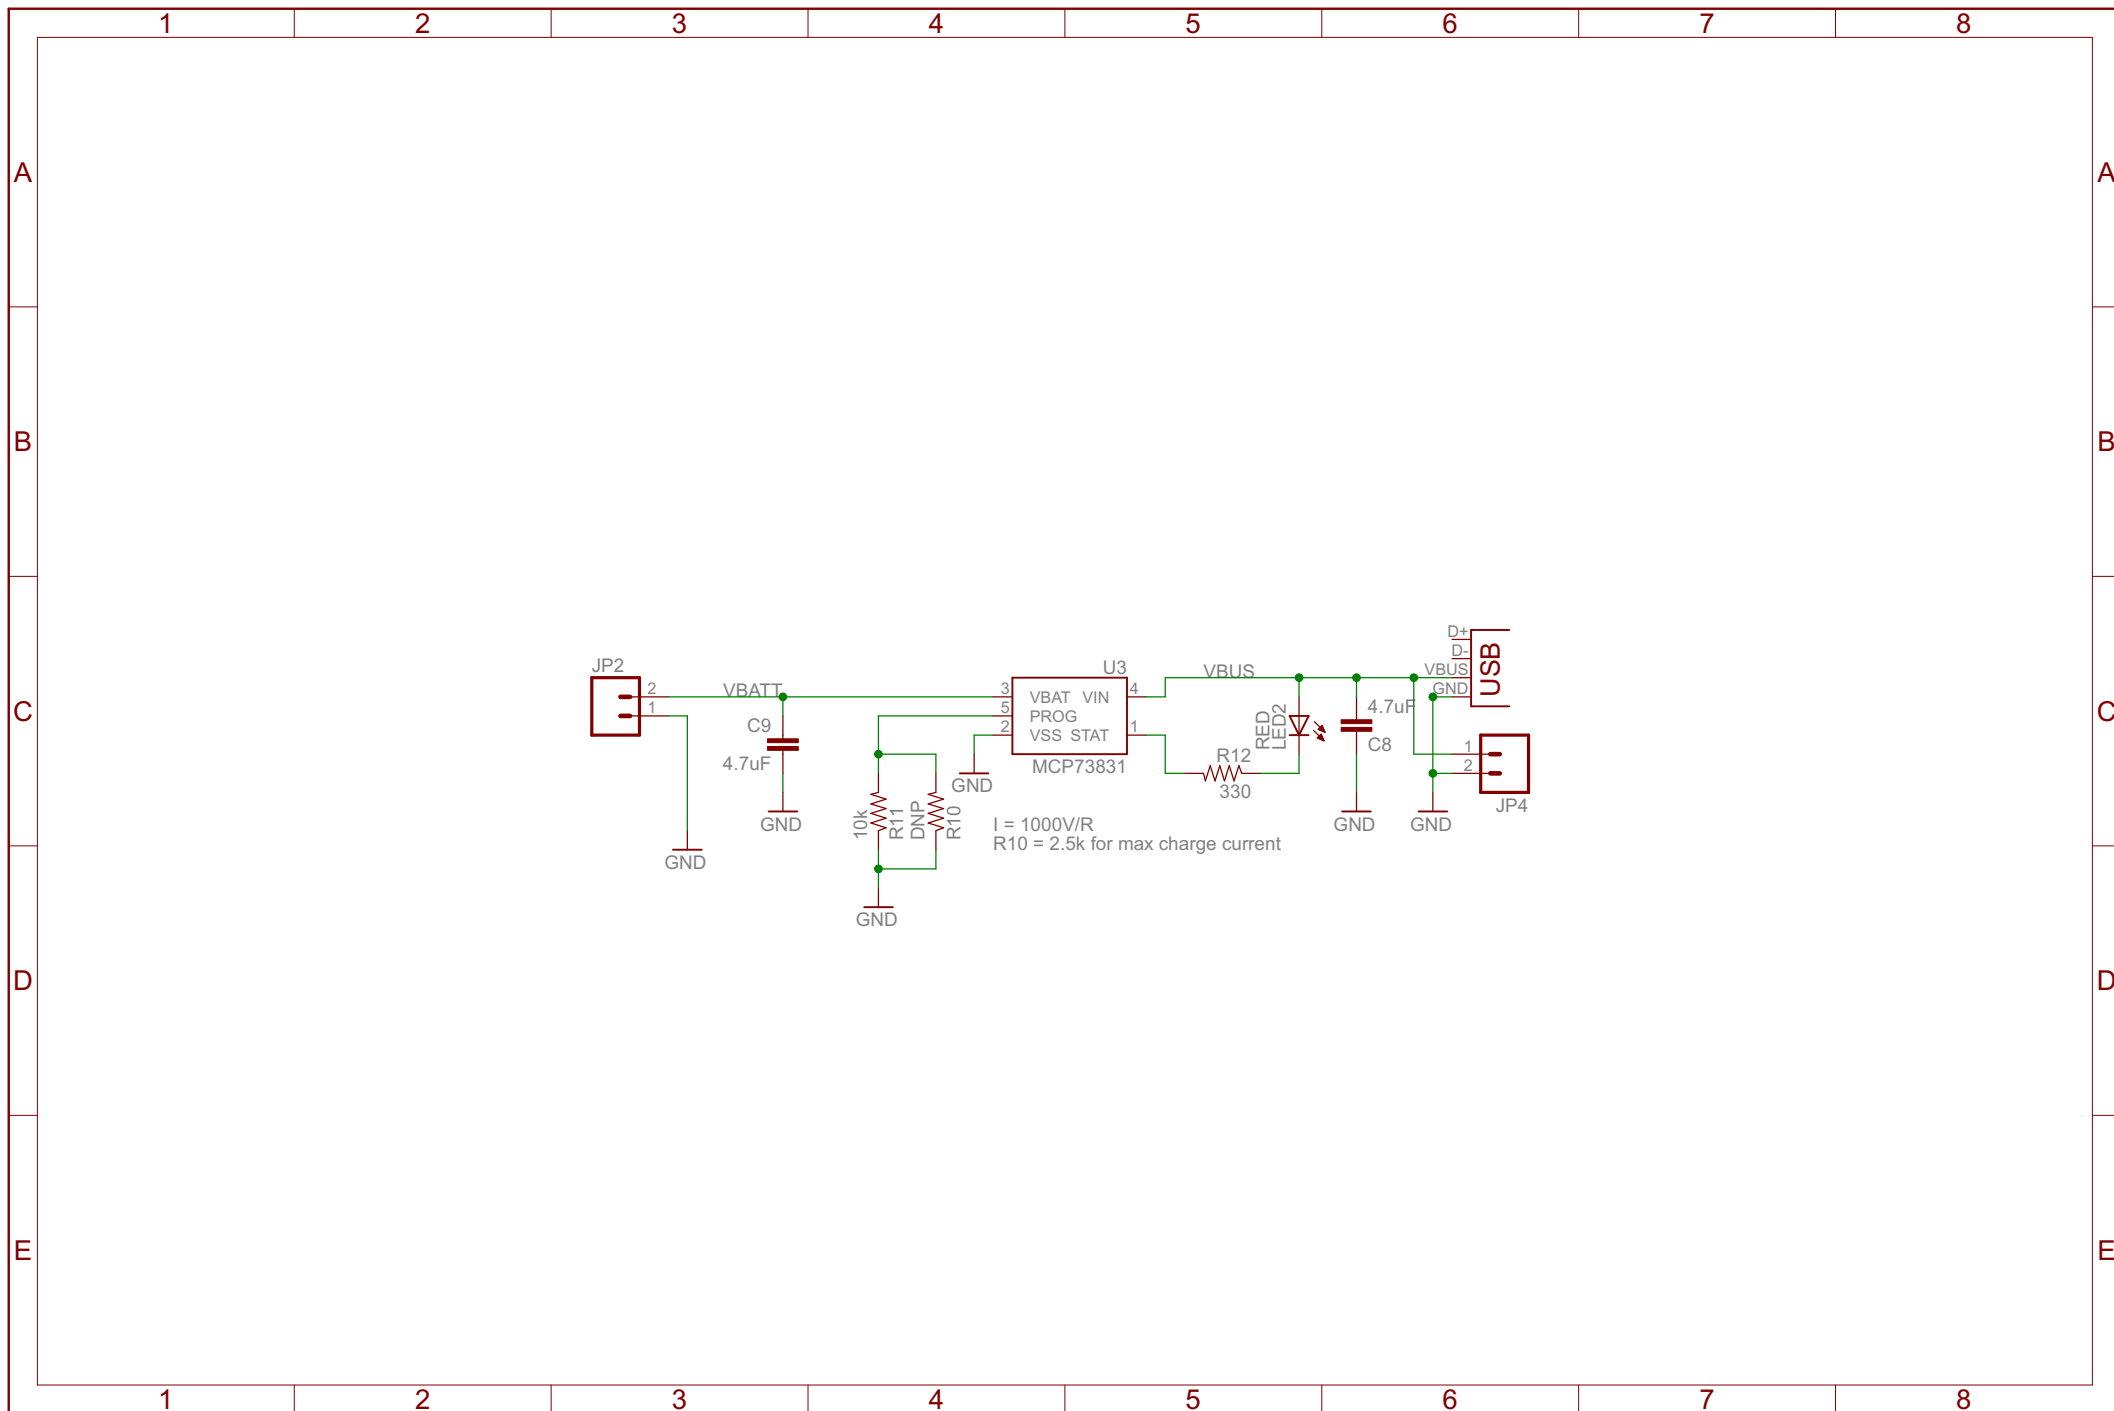 1 2 3 4 5 6 7 8
A A
B B
C C
D D
E E
JP2
2
1
VBATT
C9
4.7uF
GND
GND
10k
R11
DNP
R10
GND
GND
U3
3 VBAT VIN 4
5 PROG
2 VSS STAT 1
MCP73831
I = 1000V/R
R10 = 2.5k for max charge current
VBUS
R12
330
RED
LED2
4.7uF
C8
GND
D+
D-
VBUS
GND
USB
1
2
JP4
GND
1 2 3 4 5 6 7 8